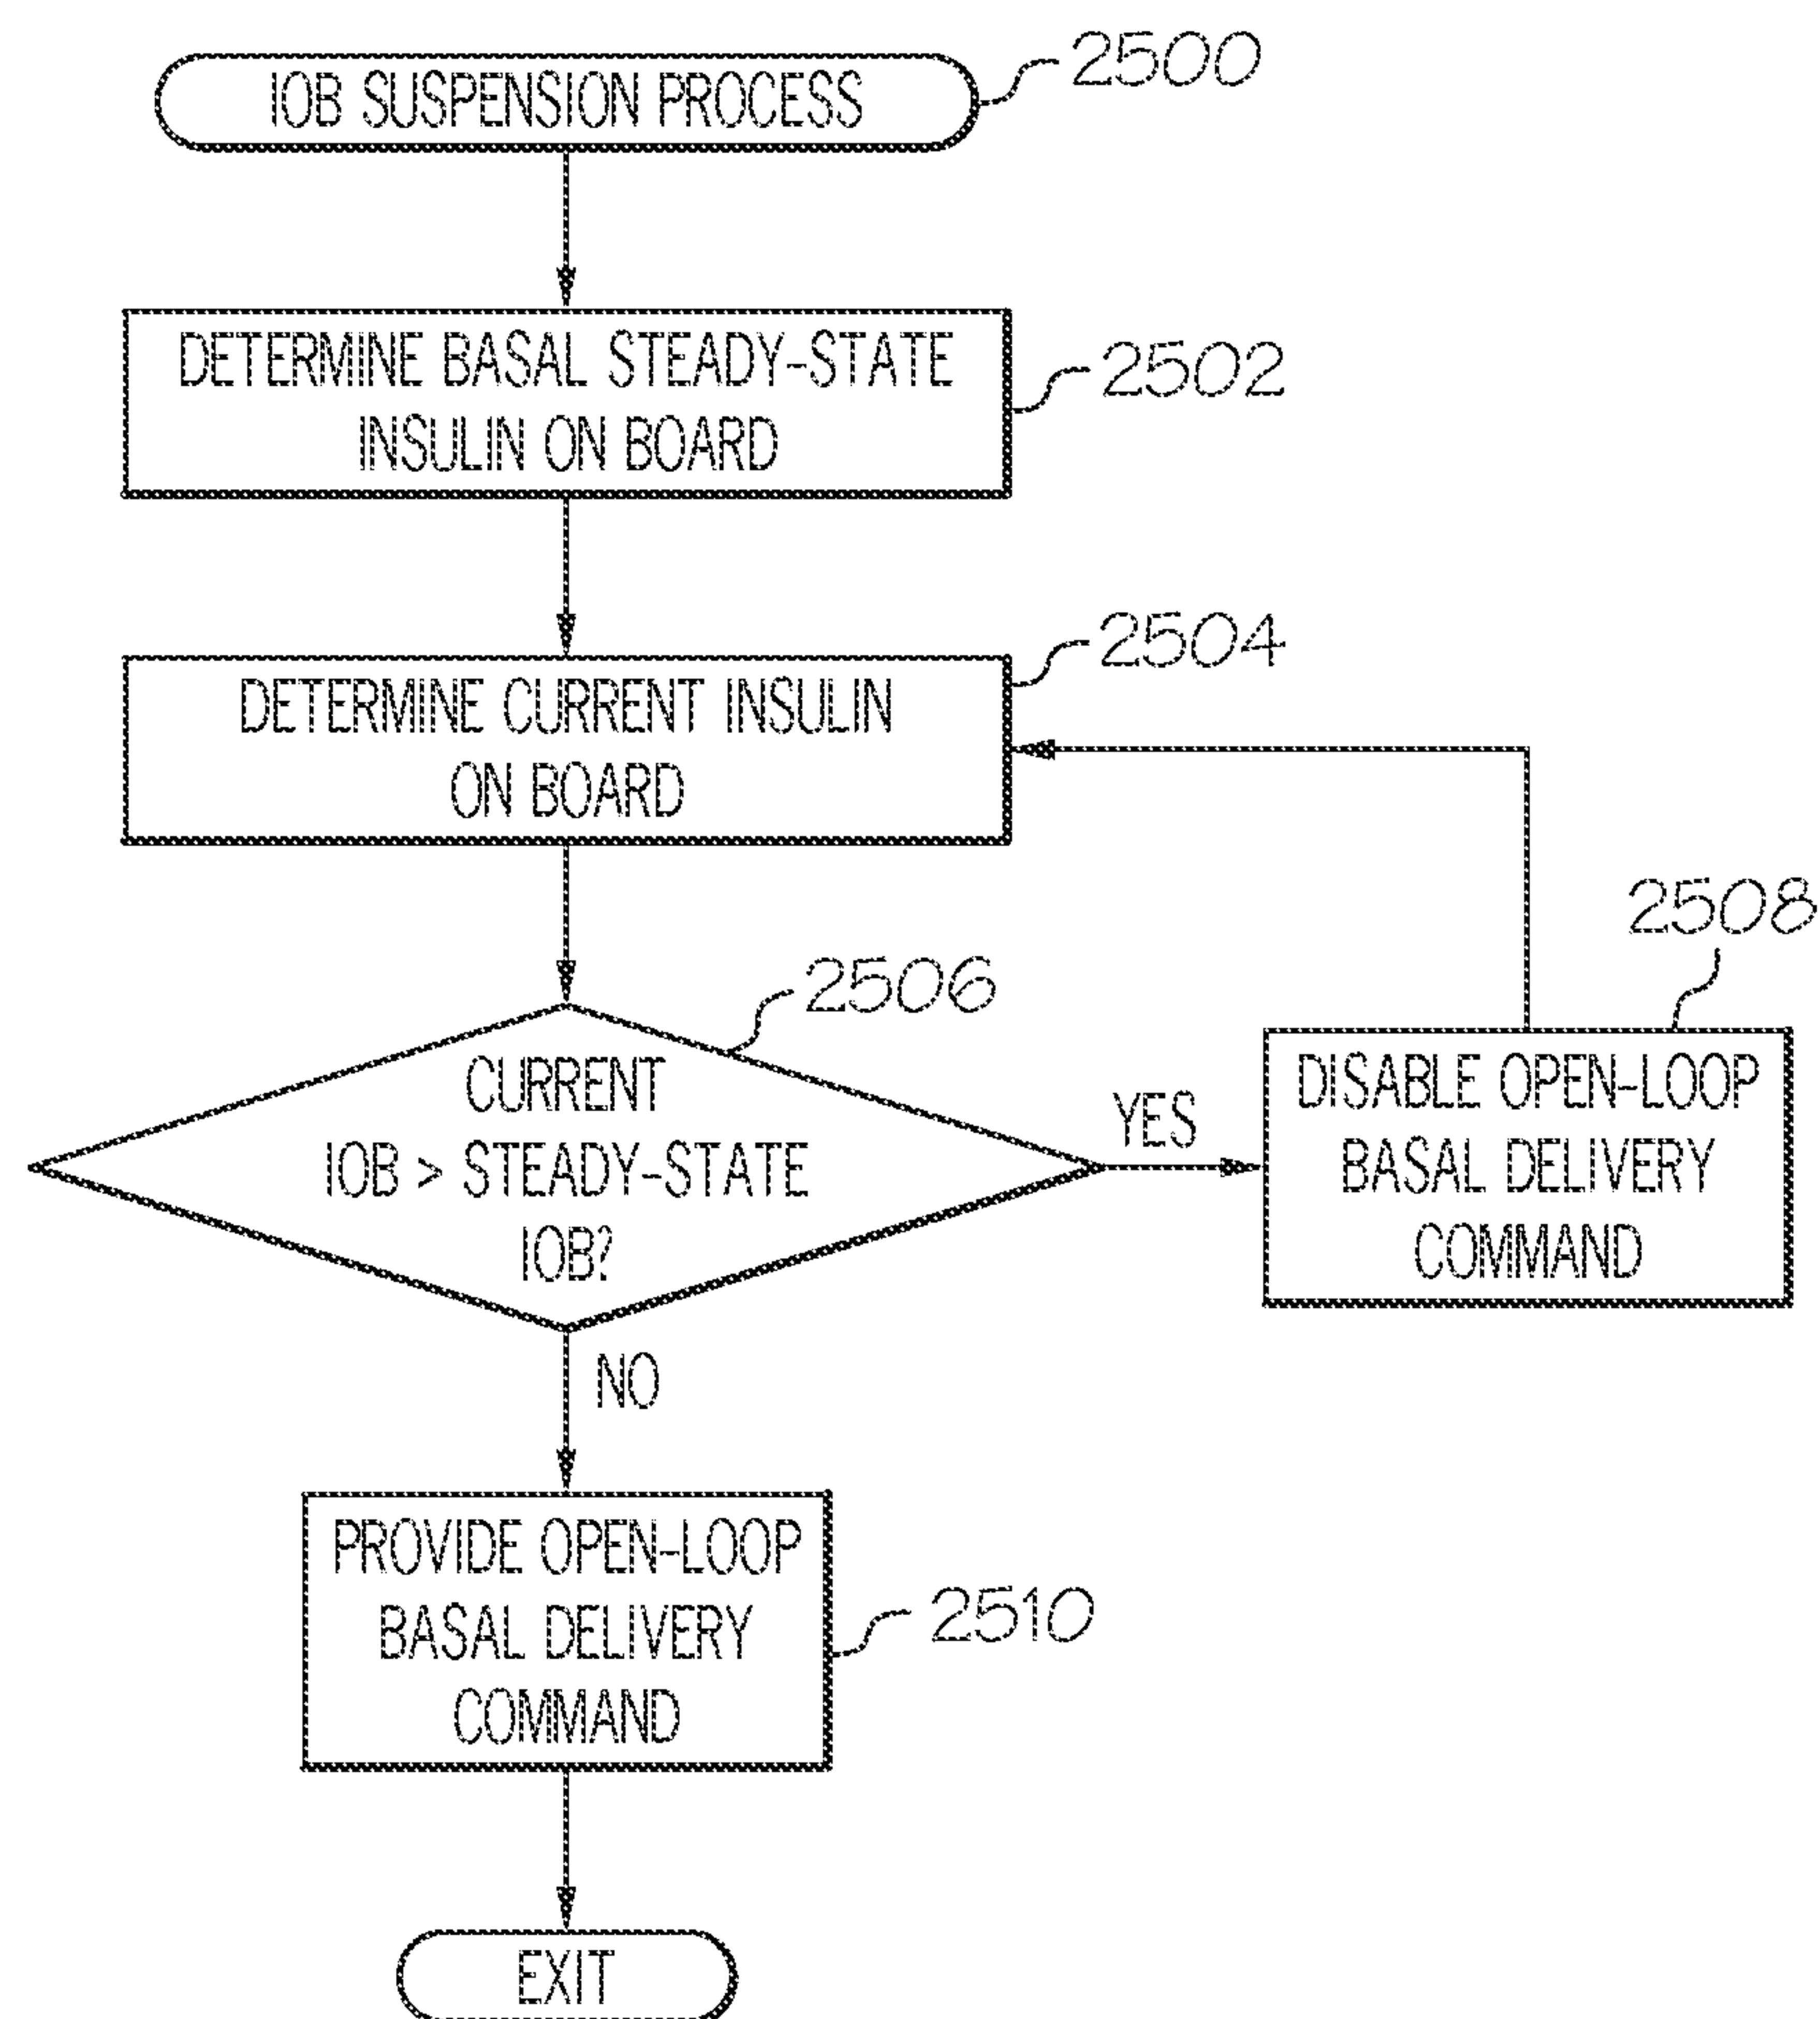 IOB SUSPENSION PROCESS
2500
DETERMINE BASAL STEADY-STATE
INSULIN ON BOARD
2502
DETERMINE CURRENT INSULIN
ON BOARD
2504
CURRENT
IOB > STEADY-STATE
IOB?
2506
YES
DISABLE OPEN-LOOP
BASAL DELIVERY
COMMAND
2508
NO
PROVIDE OPEN-LOOP
BASAL DELIVERY
COMMAND
2510
EXIT